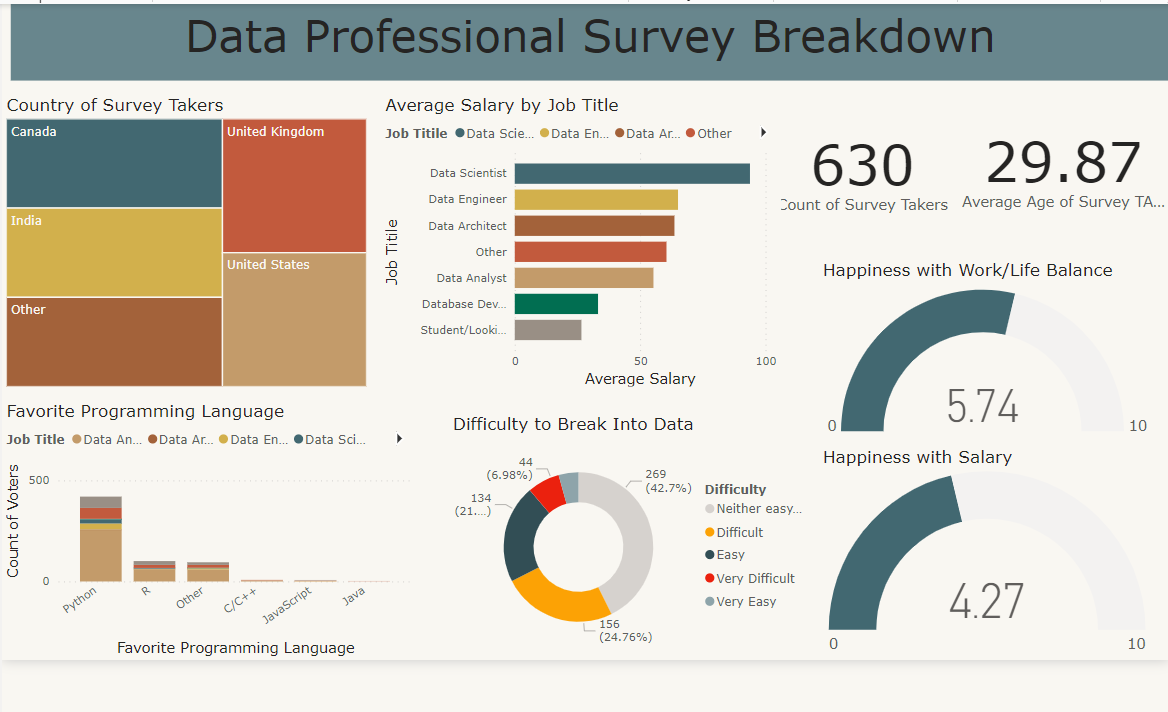 Data Professional Survey Breakdown
Country of Survey Takers
Canada
United Kingdom
India
United States
Other
Average Salary by Job Title
Job Titile Data Scie... Data En... Data Ar... Other
Job Titile
Data Scientist
Data Engineer
Data Architect
Other
Data Analyst
Database Dev...
Student/Looki...
0 50 100
Average Salary
630
Count of Survey Takers
29.87
Average Age of Survey TA...
Happiness with Work/Life Balance
5.74
0 10
Happiness with Salary
4.27
0 10
Favorite Programming Language
Job Title Data An... Data Ar... Data En... Data Sci...
Count of Voters
500
0
Python R Other C/C++ JavaScript Java
Favorite Programming Language
Difficulty to Break Into Data
44
(6.98%)
269
(42.7%)
134
(21....)
156
(24.76%)
Difficulty
Neither easy...
Difficult
Easy
Very Difficult
Very Easy